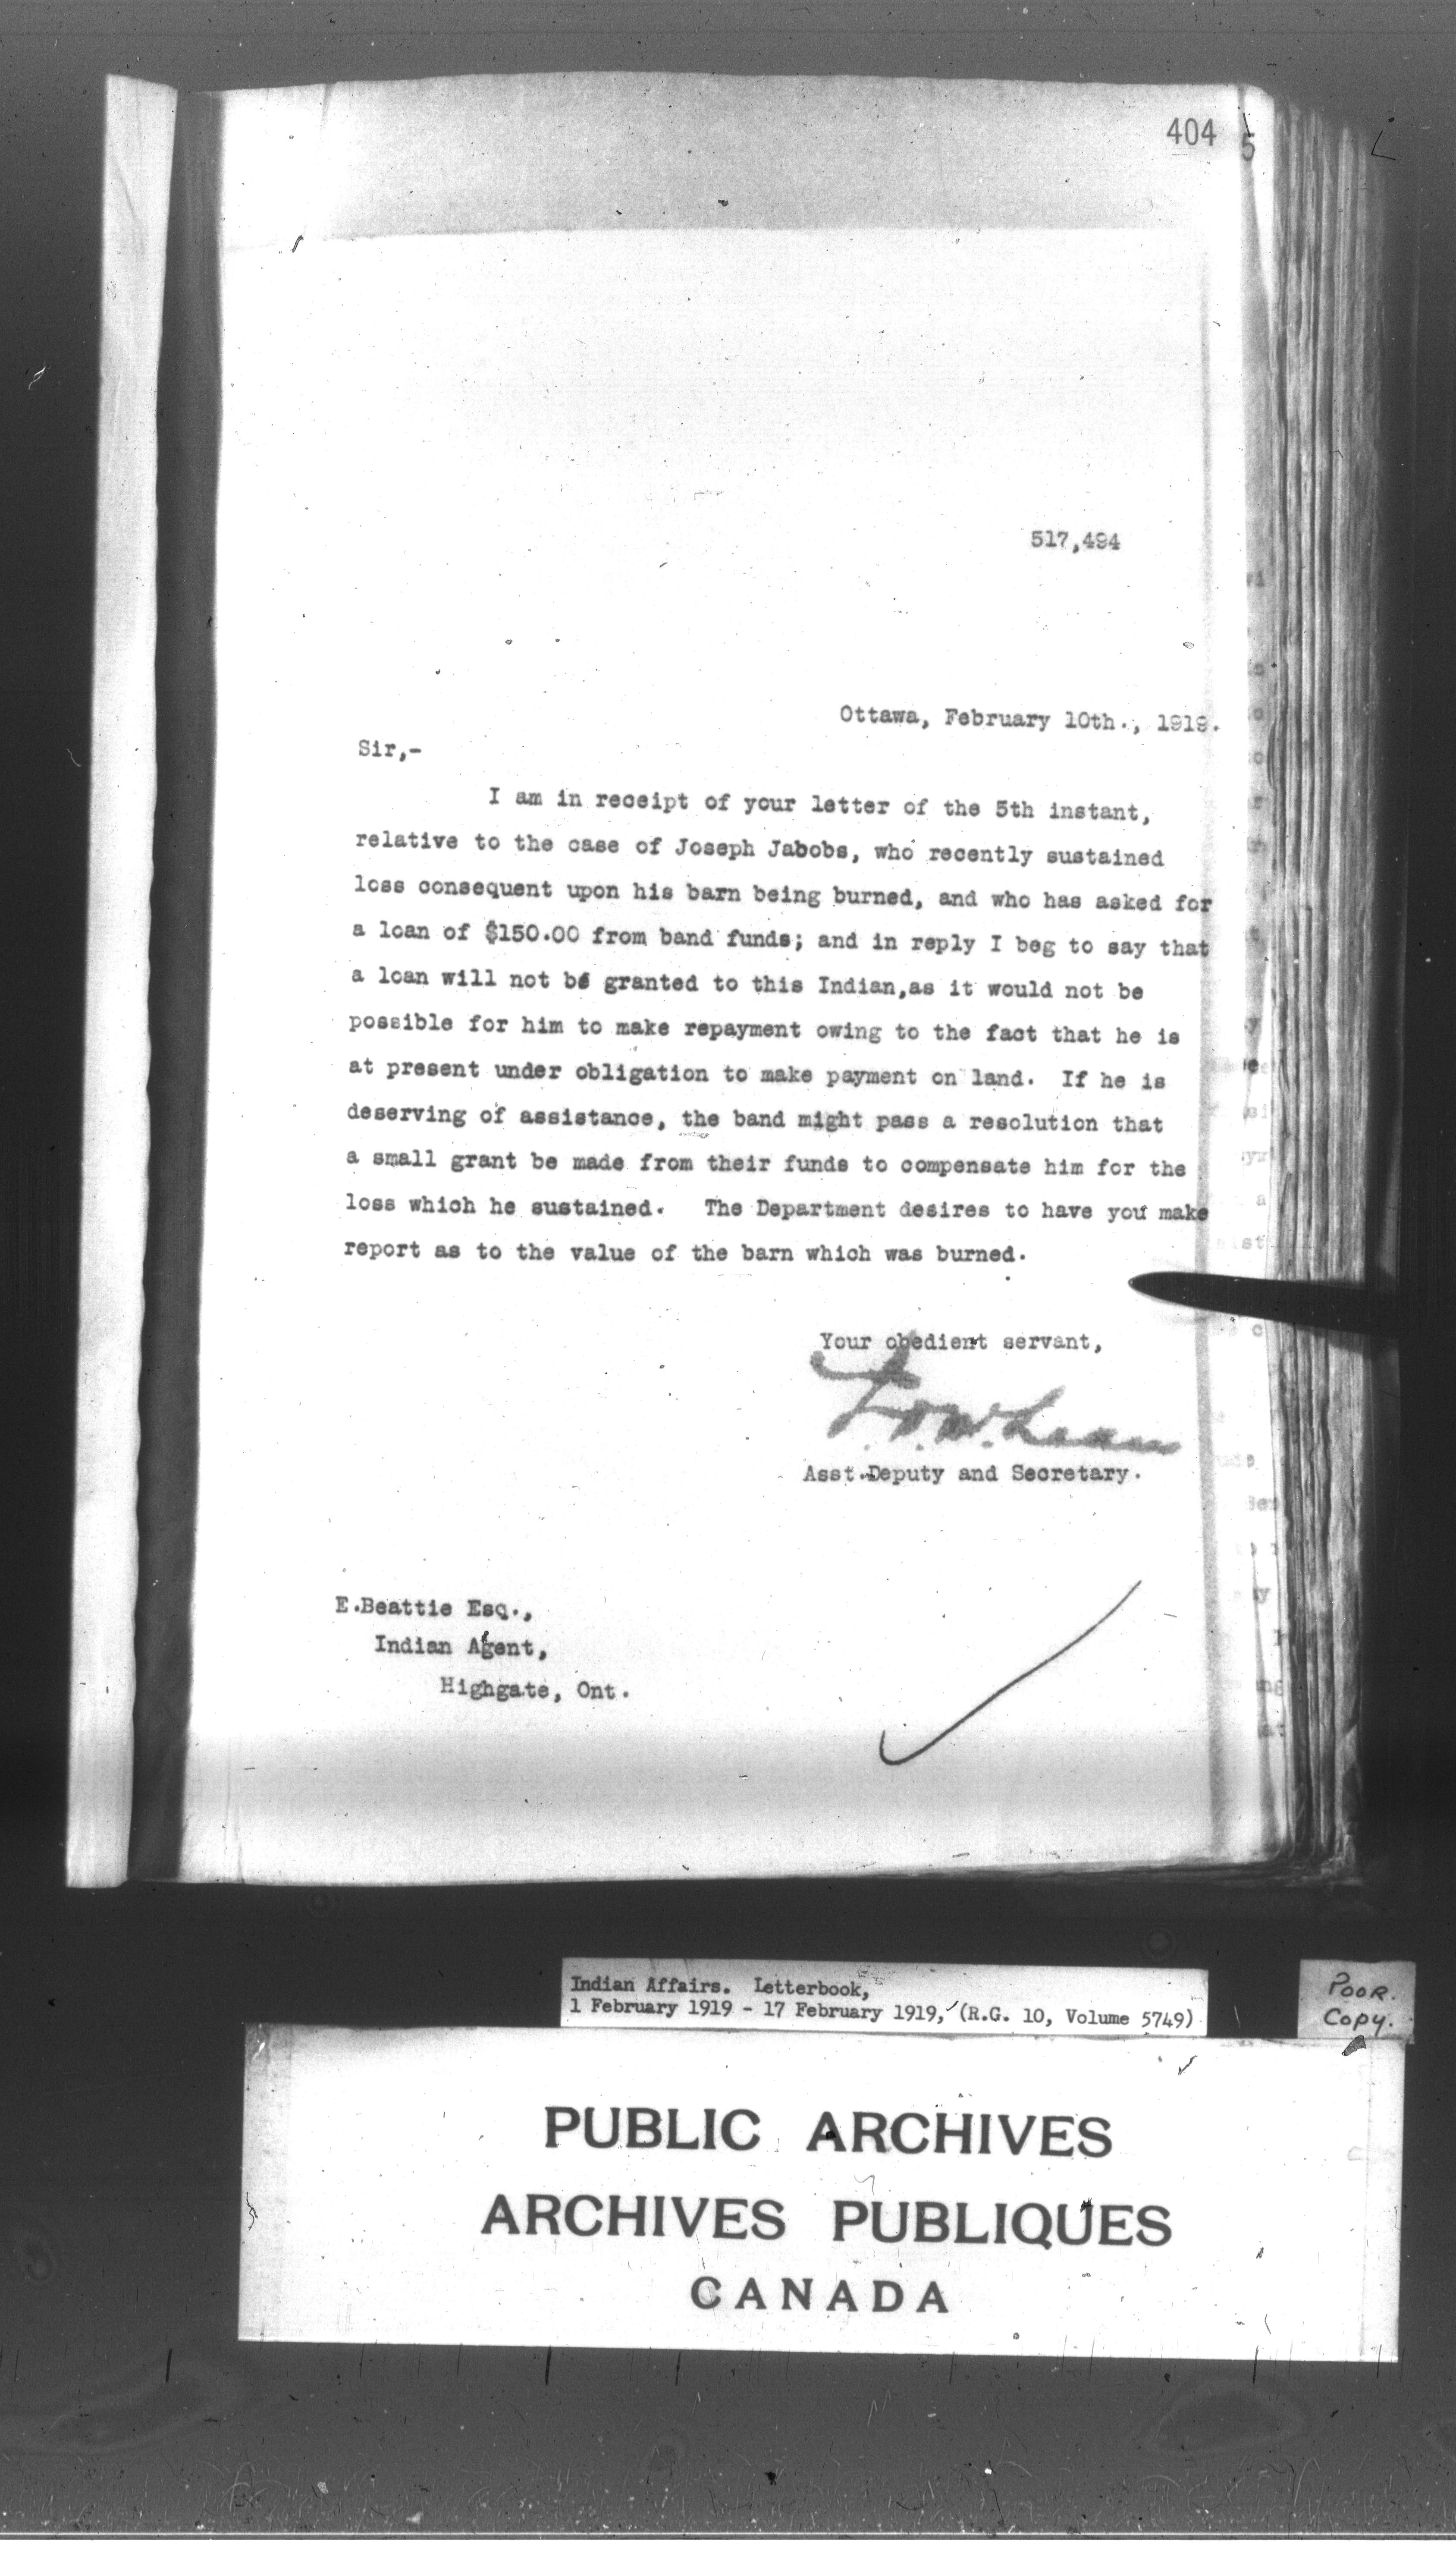 404
5
517,494
Ottawa, February 10th., 1919.
Sir,-
I am in receipt of your letter of the 5th instant,
relative to the case of Joseph Jabobs, who recently sustained
loss consequent upon his barn being burned, and who has asked for
a loan of $150.00 from band funds; and in reply I beg to say that
a loan will not be granted to this Indian,as it would not be
possible for him to make repayment owing to the fact that he is
at present under obligation to make payment on land. If he is
deserving of assistance, the band might pass a resolution that
a small grant be made from their funds to compensate him for the
loss which he sustained. The Department desires to have you make
report as to the value of the barn which was burned.
Your obedient servant,
Asst.Deputy and Secretary.
E.Beattie Esq.,
Indian Agent,
Highgate, Ont.
Indian Affairs. Letterbook,
1 February 1919 - 17 February 1919, (R.G. 10, Volume 5749)
POOR.
COPY.
PUBLIC ARCHIVES
ARCHIVES PUBLIQUES
CANADA